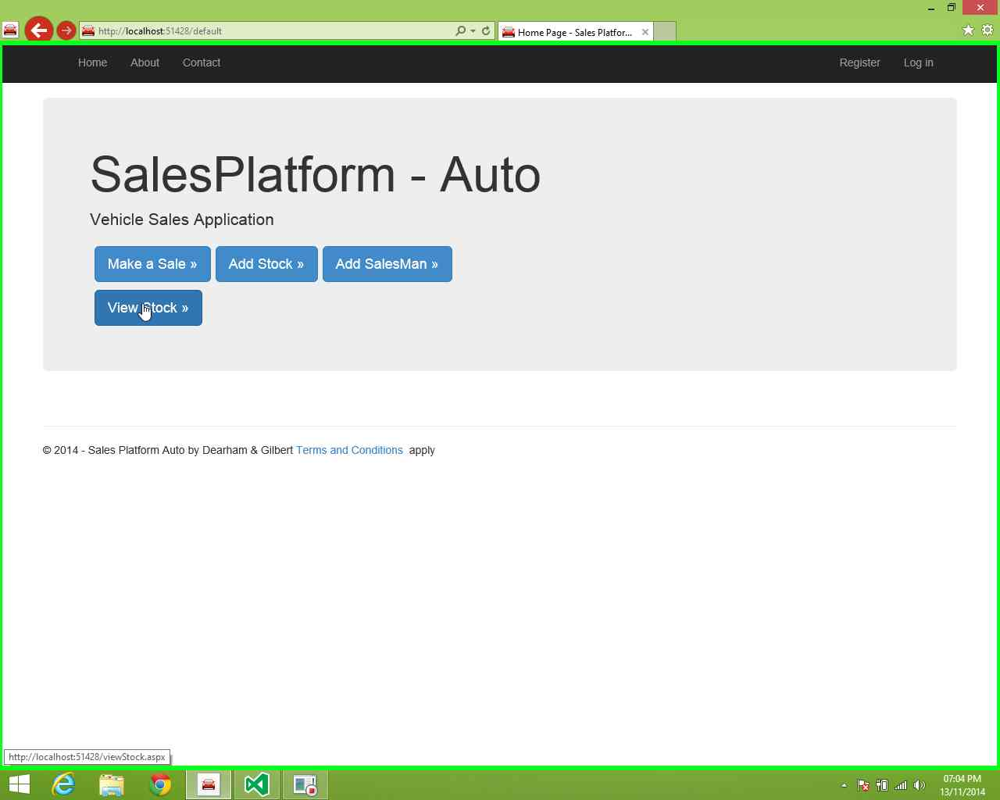 http://localhost:51428/default
Home Page - Sales Platfor...
Home About Contact Register Log in
SalesPlatform - Auto
Vehicle Sales Application
Make a Sale » Add Stock » Add SalesMan »
View Stock »
© 2014 - Sales Platform Auto by Dearham & Gilbert Terms and Conditions apply
http://localhost:51428/viewStock.aspx
07:04 PM
13/11/2014